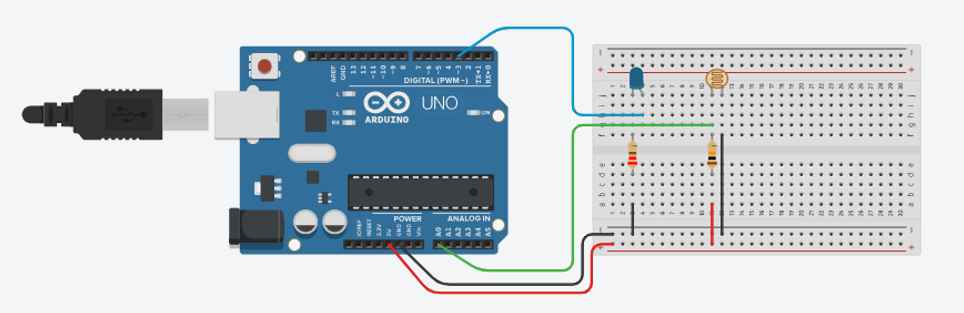 AREF
GND
13
12
~11
~10
~9
8
7
~6
~5
4
~3
2
TX→1
RX←0
DIGITAL (PWM~)
L
TX
RX
UNO
ARDUINO
ON
IOREF
RESET
3.3V
5V
GND
GND
Vin
POWER
A0
A1
A2
A3
A4
A5
ANALOG IN